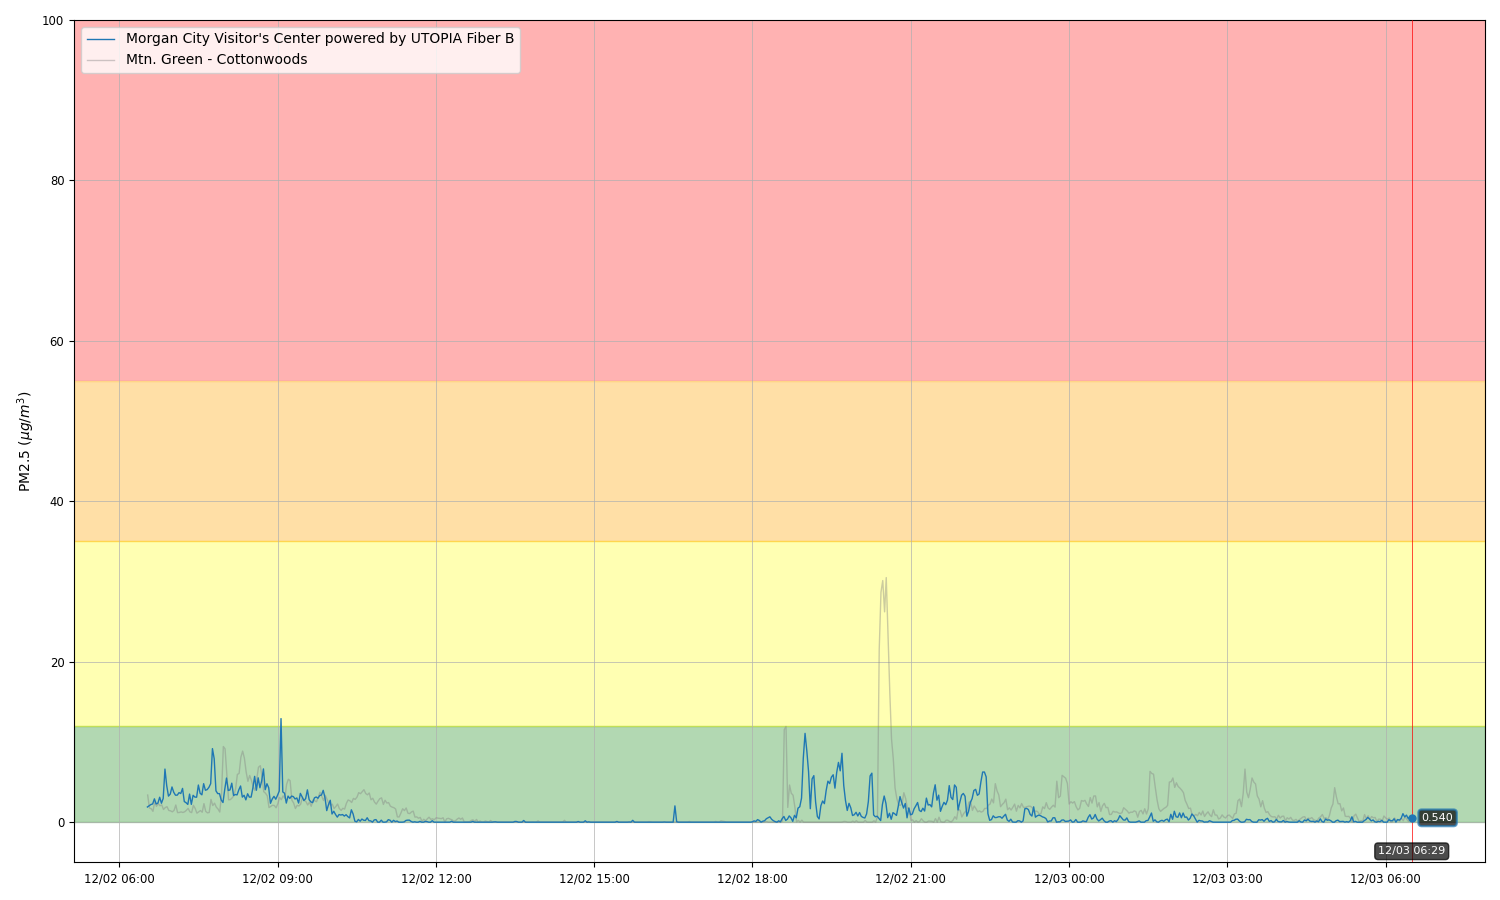 100
Morgan City Visitor's Center powered by UTOPIA Fiber B
Mtn. Green - Cottonwoods
80
60
PM2.5 (μg/m³)
40
20
0
0.540
12/03 06:29
12/02 06:00 12/02 09:00 12/02 12:00 12/02 15:00 12/02 18:00 12/02 21:00 12/03 00:00 12/03 03:00 12/03 06:00